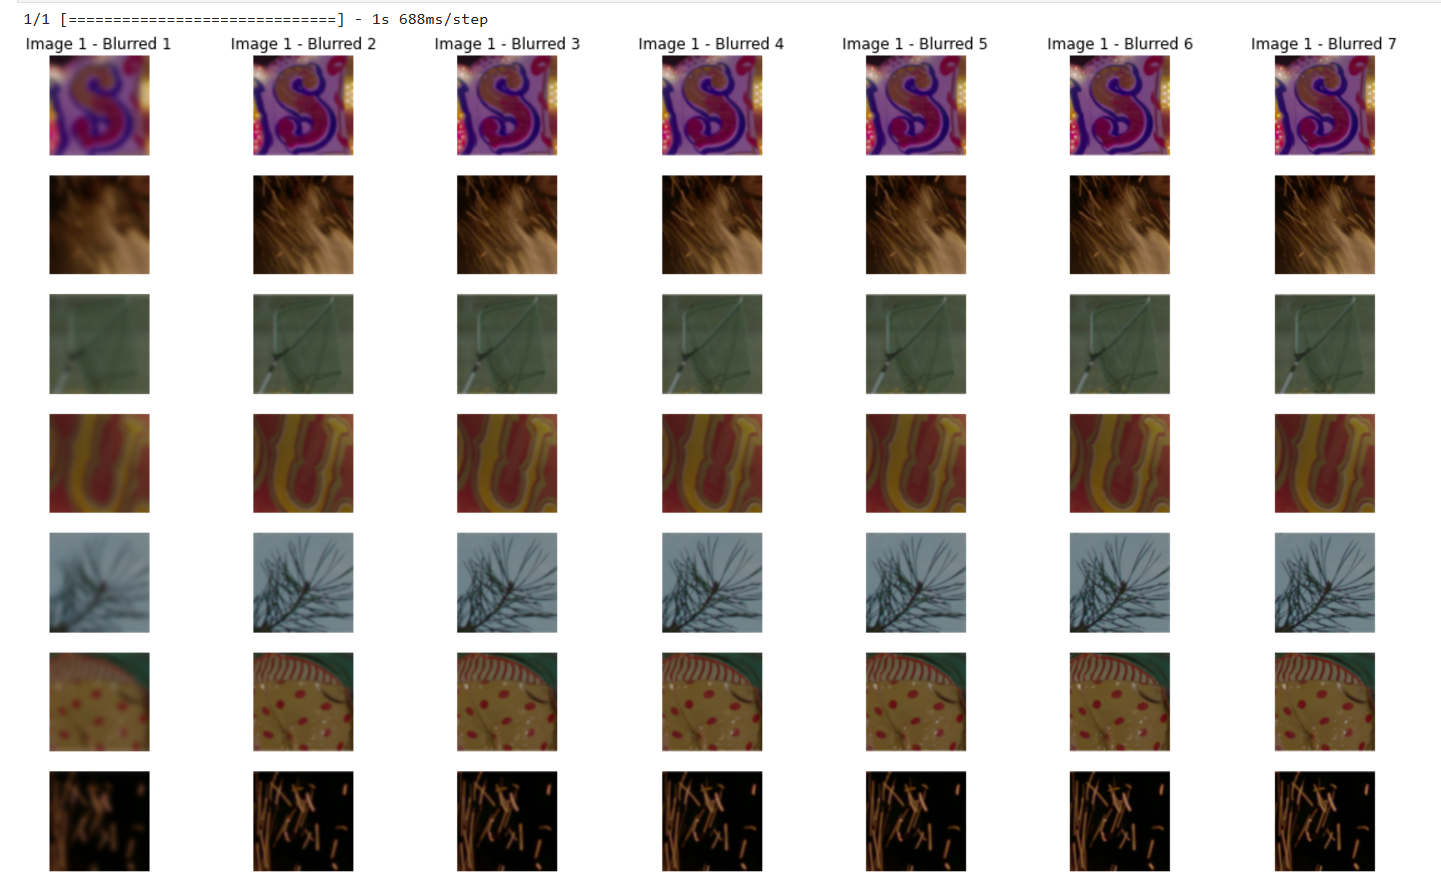 1/1 [==============================] - 1s 688ms/step
Image 1 - Blurred 1 Image 1 - Blurred 2 Image 1 - Blurred 3 Image 1 - Blurred 4 Image 1 - Blurred 5 Image 1 - Blurred 6 Image 1 - Blurred 7